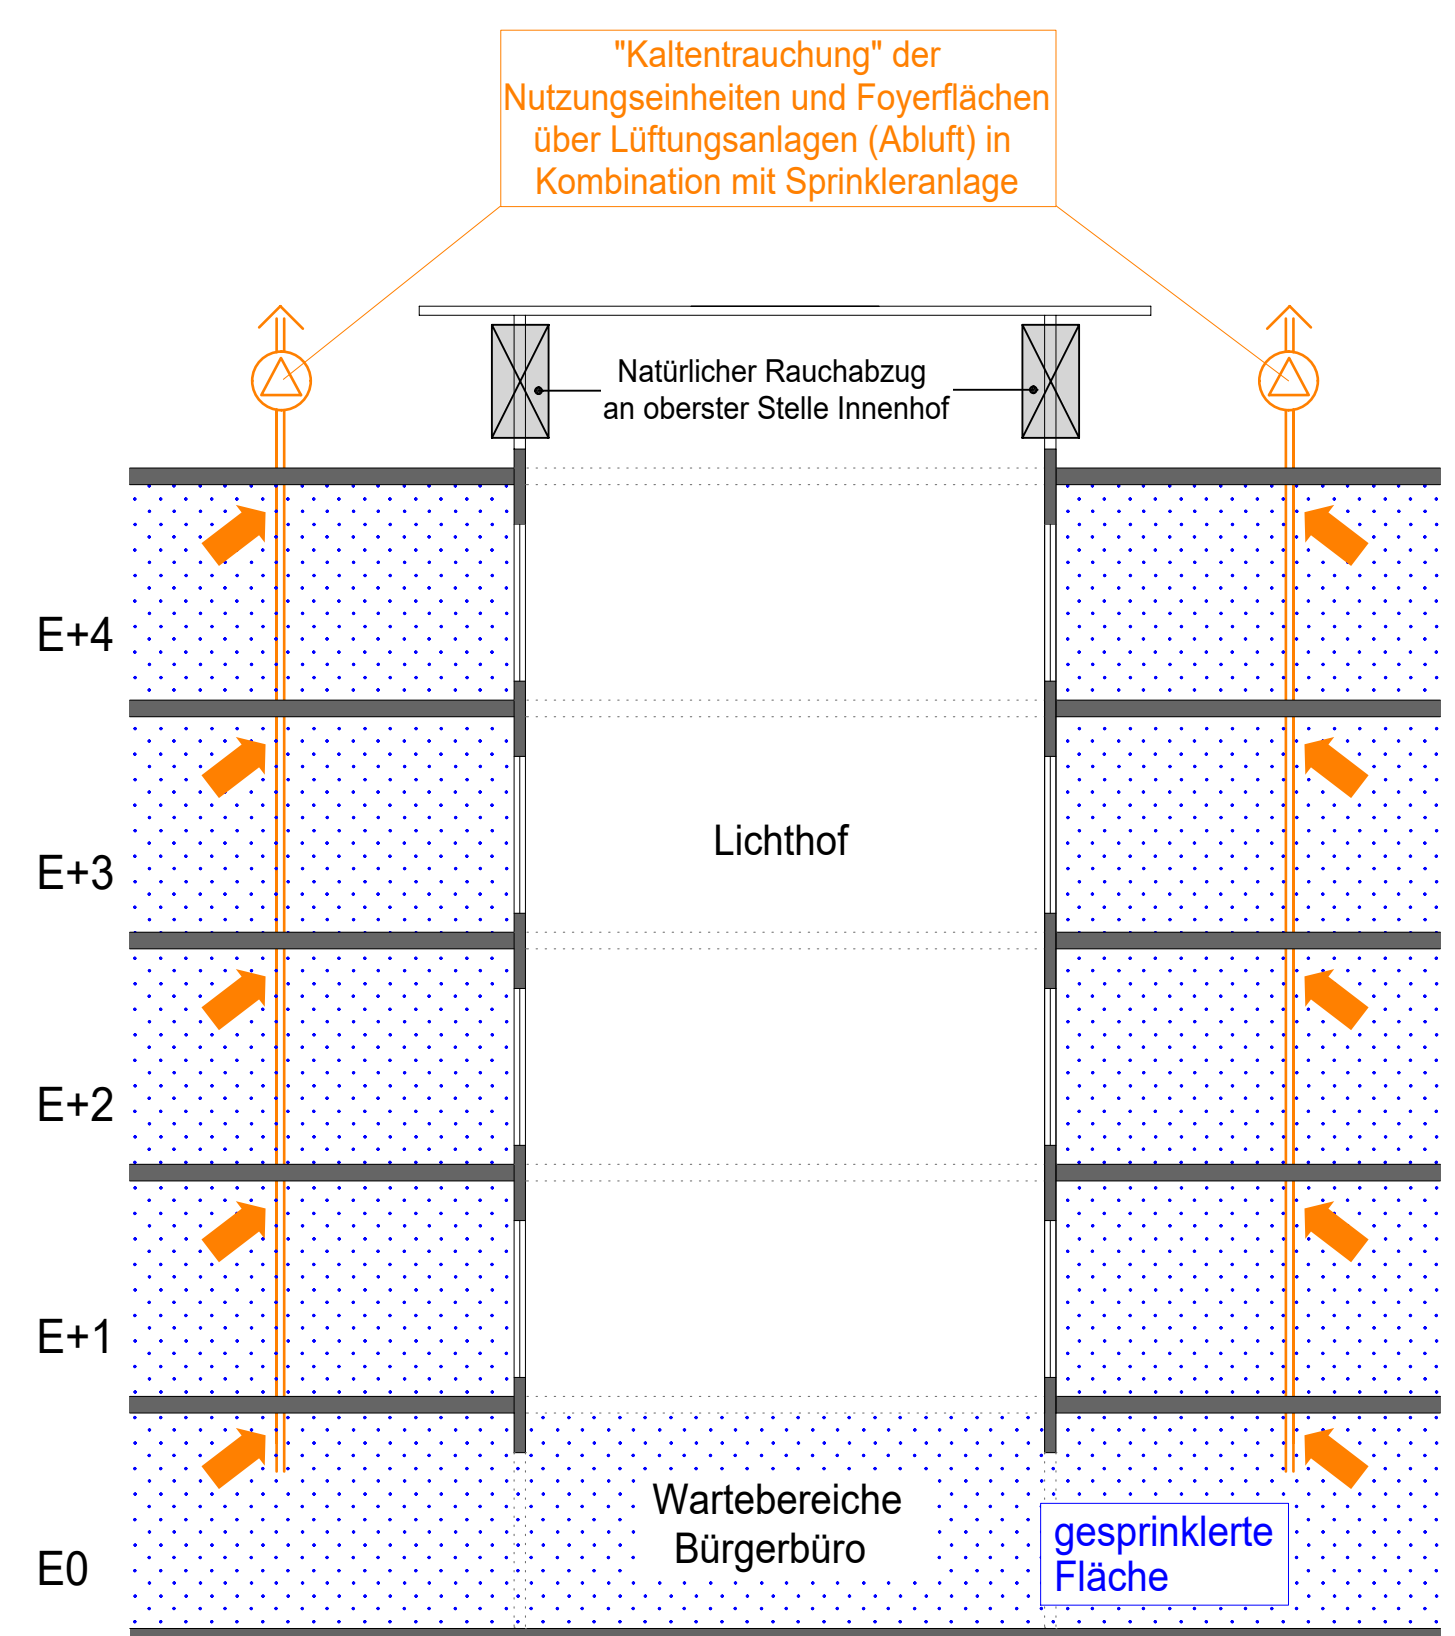 "Kaltentrauchung" der
Nutzungseinheiten und Foyerflächen
über Lüftungsanlagen (Abluft) in
Kombination mit Sprinkleranlage
Natürlicher Rauchabzug
an oberster Stelle Innenhof
E+4
Lichthof
E+3
E+2
E+1
Wartebereiche
Bürgerbüro
gesprinklerte
Fläche
E0